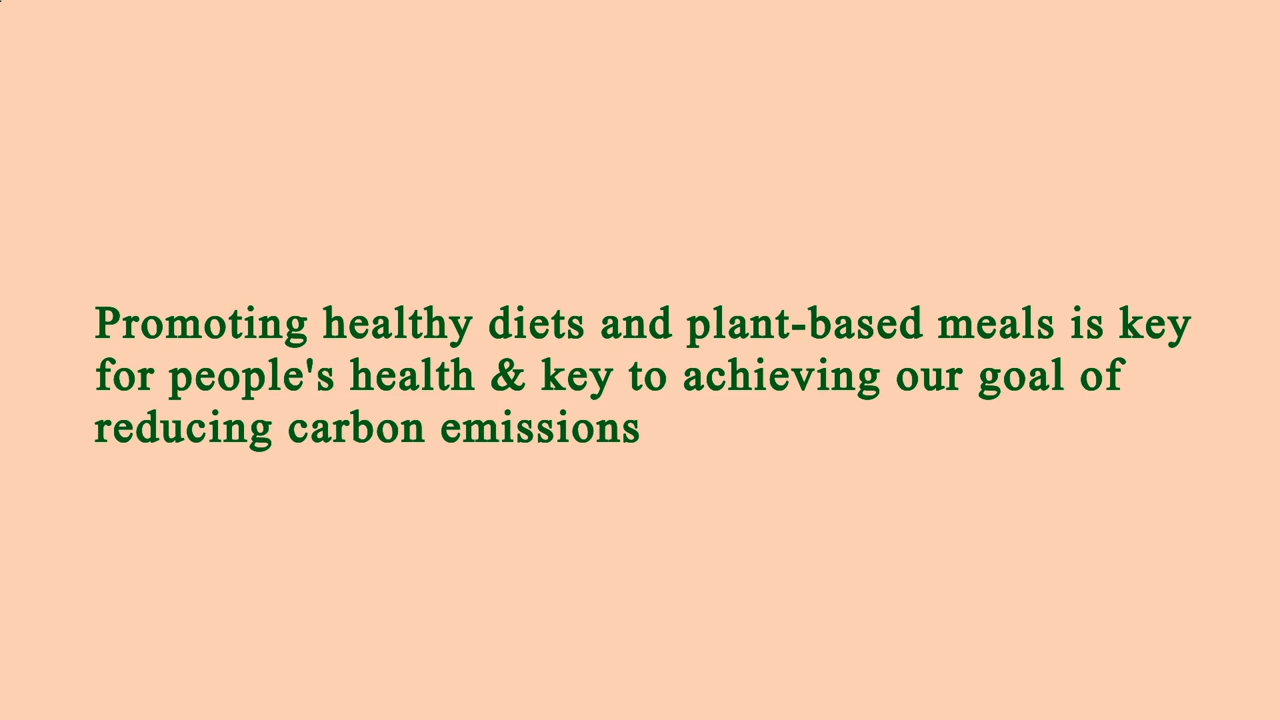 Promoting healthy diets and plant-based meals is key
for people's health & key to achieving our goal of
reducing carbon emissions